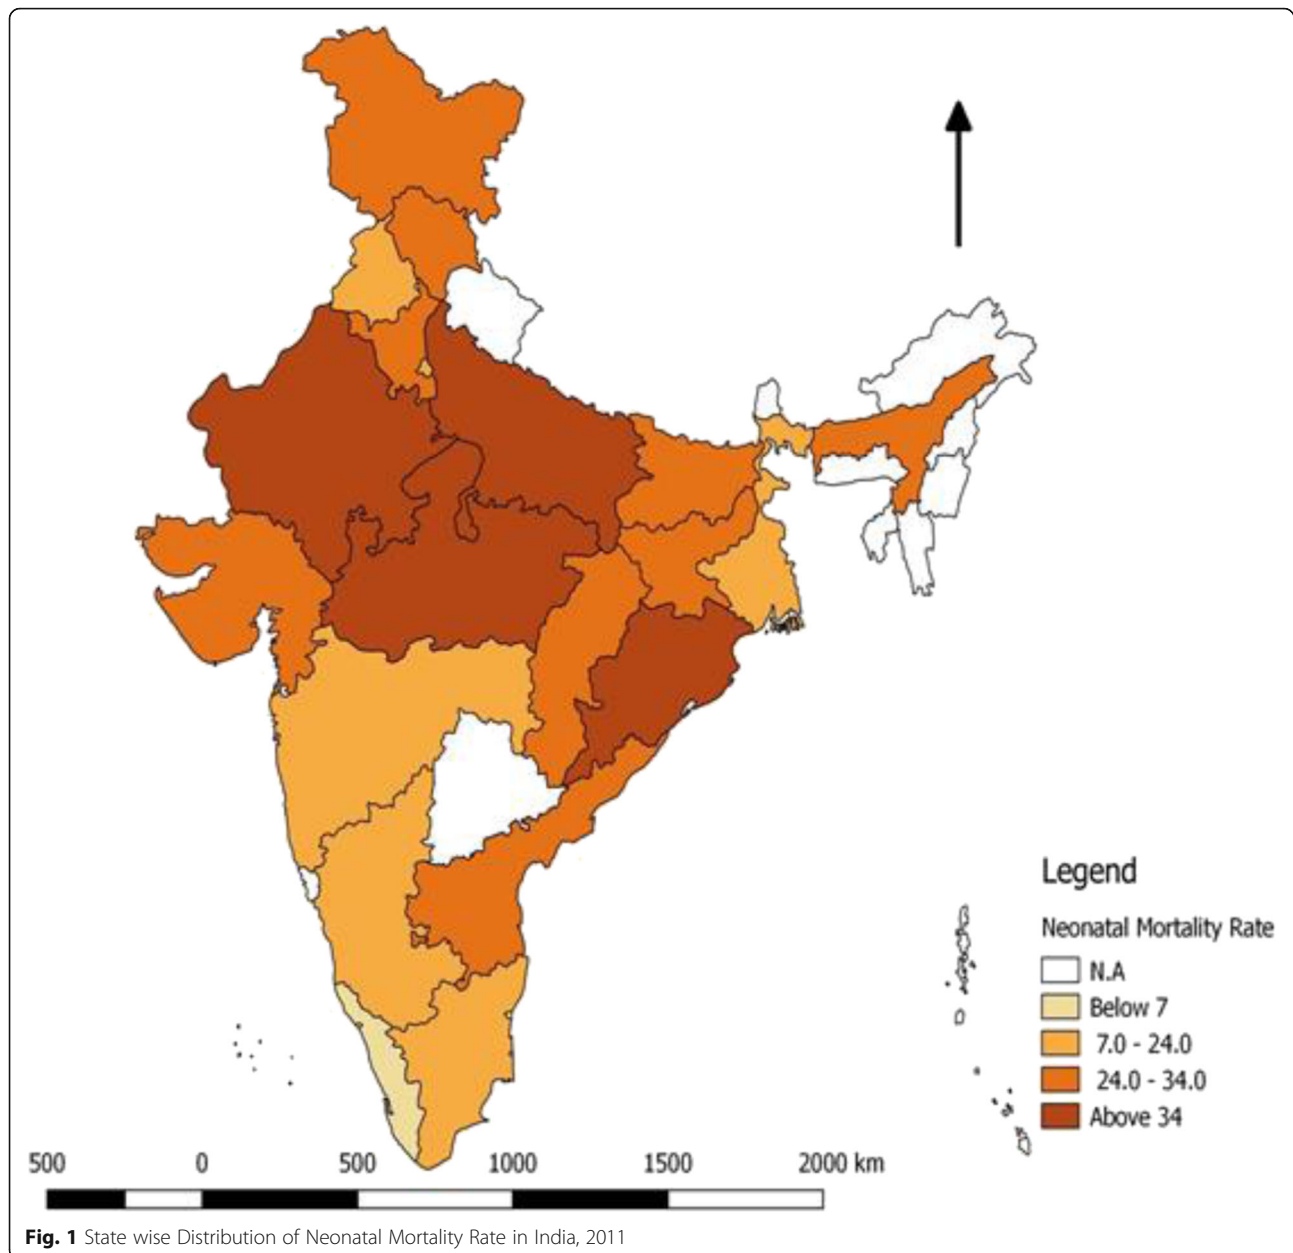 Legend
Neonatal Mortality Rate
N.A
Below 7
7.0 - 24.0
24.0 - 34.0
Above 34
500 0 500 1000 1500 2000 km
Fig. 1 State wise Distribution of Neonatal Mortality Rate in India, 2011